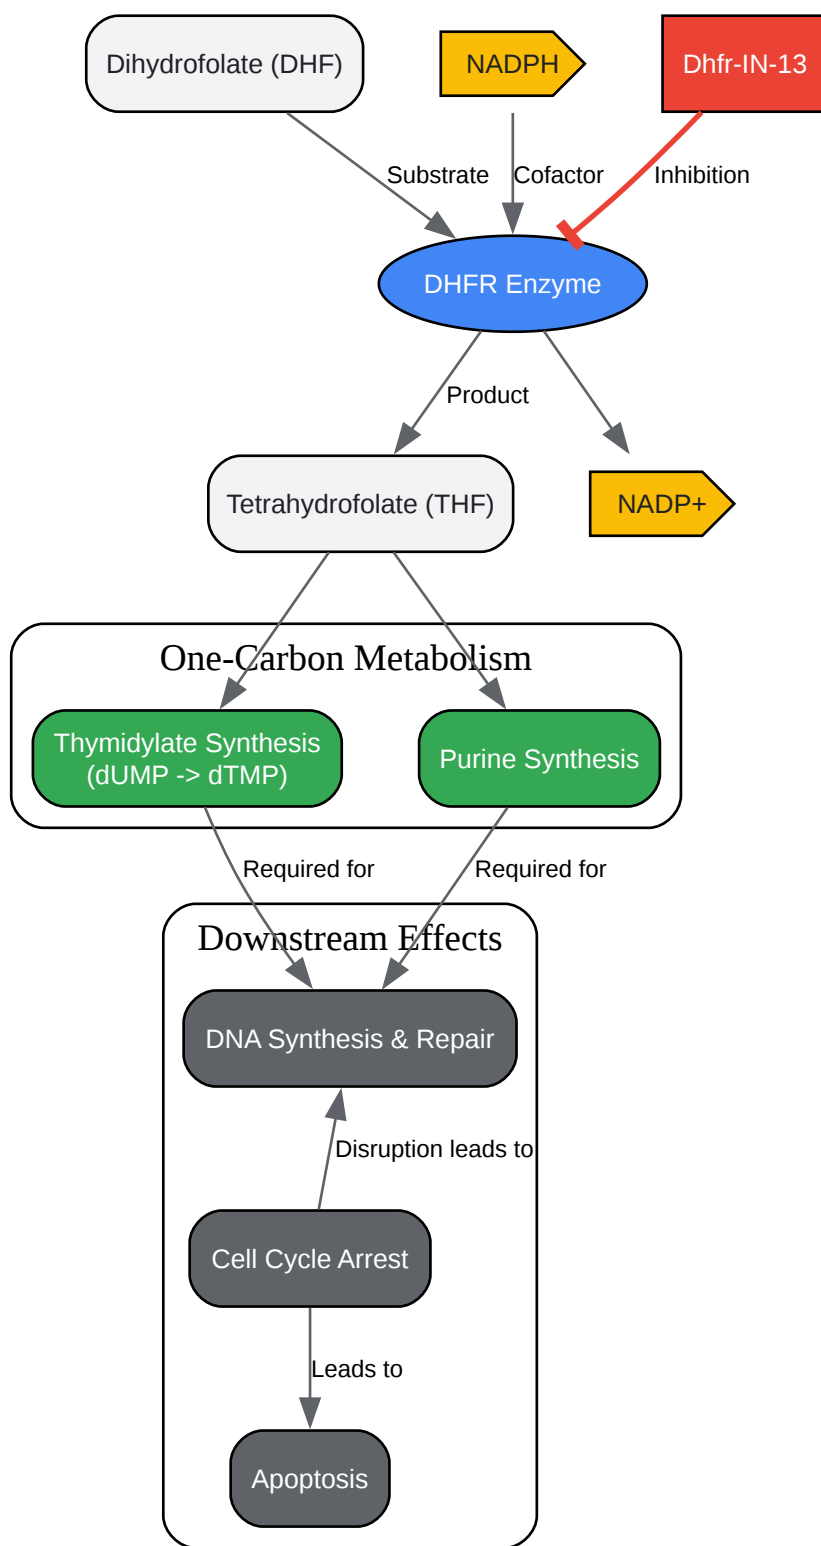 Dihydrofolate (DHF)
NADPH
Dhfr-IN-13
Substrate
Cofactor
Inhibition
DHFR Enzyme
Product
Tetrahydrofolate (THF)
NADP+
One-Carbon Metabolism
Thymidylate Synthesis
(dUMP -> dTMP)
Purine Synthesis
Required for
Required for
Downstream Effects
DNA Synthesis & Repair
Disruption leads to
Cell Cycle Arrest
Leads to
Apoptosis